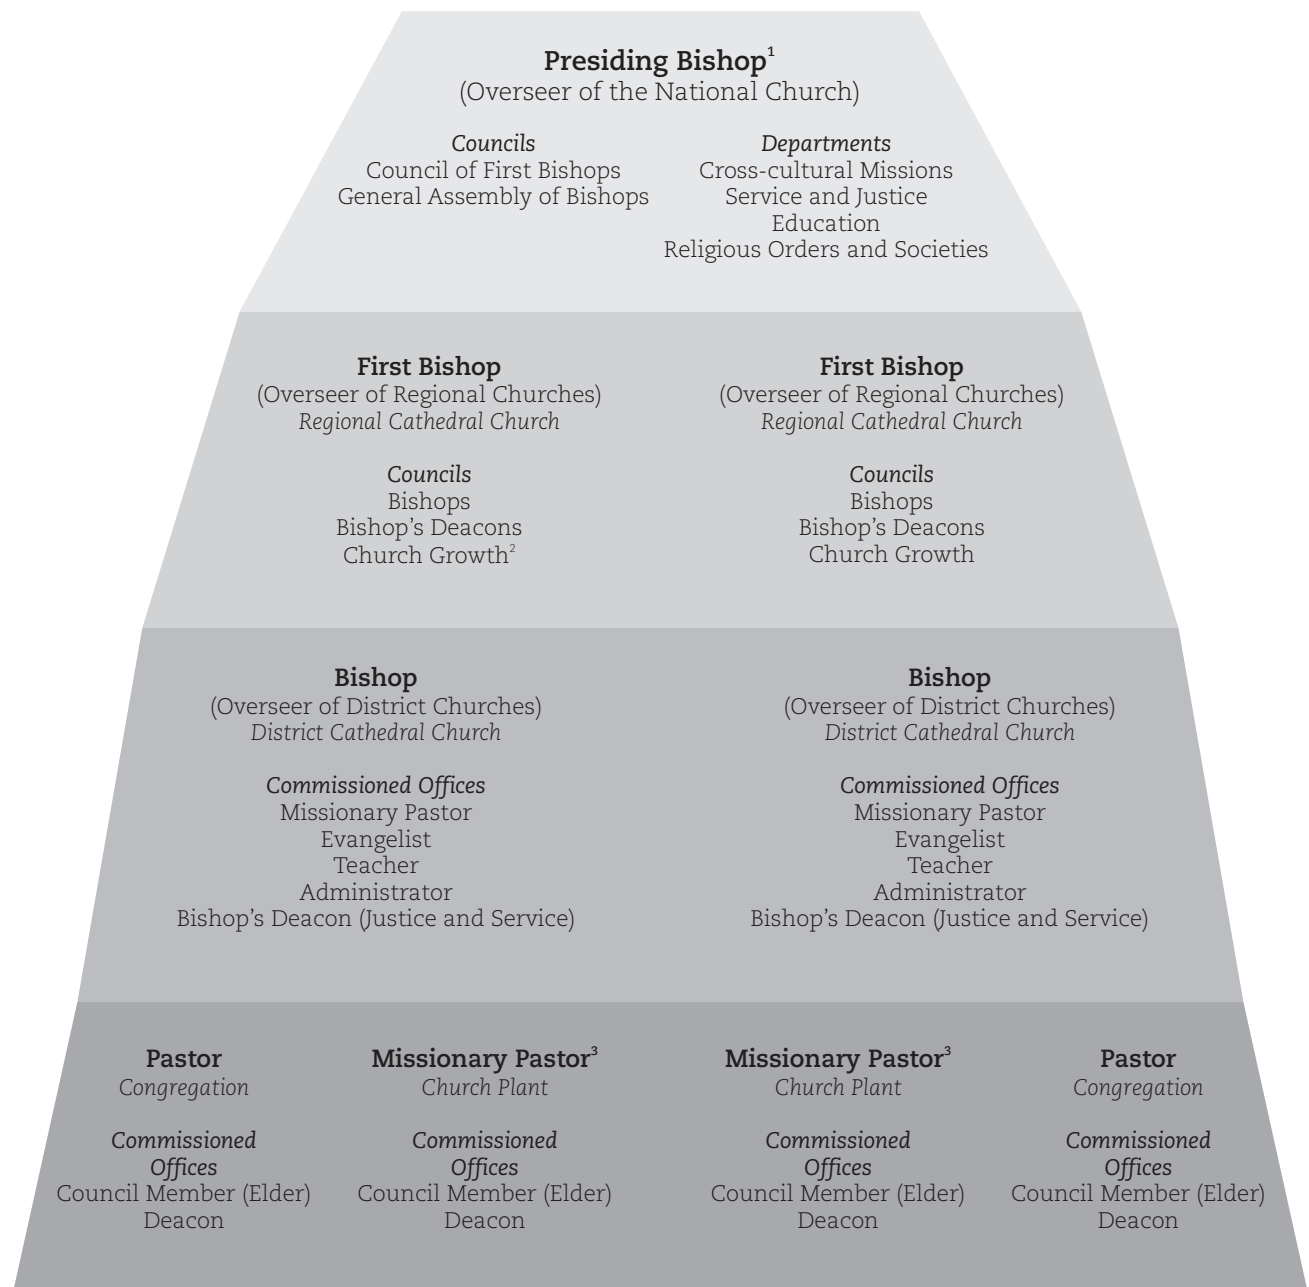 Presiding Bishop¹
(Overseer of the National Church)
Councils
Council of First Bishops
General Assembly of Bishops
Departments
Cross-cultural Missions
Service and Justice
Education
Religious Orders and Societies
First Bishop
(Overseer of Regional Churches)
Regional Cathedral Church
Councils
Bishops
Bishop’s Deacons
Church Growth²
First Bishop
(Overseer of Regional Churches)
Regional Cathedral Church
Councils
Bishops
Bishop’s Deacons
Church Growth
Bishop
(Overseer of District Churches)
District Cathedral Church
Commissioned Offices
Missionary Pastor
Evangelist
Teacher
Administrator
Bishop’s Deacon (Justice and Service)
Bishop
(Overseer of District Churches)
District Cathedral Church
Commissioned Offices
Missionary Pastor
Evangelist
Teacher
Administrator
Bishop’s Deacon (Justice and Service)
Pastor
Congregation
Commissioned
Offices
Council Member (Elder)
Deacon
Missionary Pastor³
Church Plant
Commissioned
Offices
Council Member (Elder)
Deacon
Missionary Pastor³
Church Plant
Commissioned
Offices
Council Member (Elder)
Deacon
Pastor
Congregation
Commissioned
Offices
Council Member (Elder)
Deacon